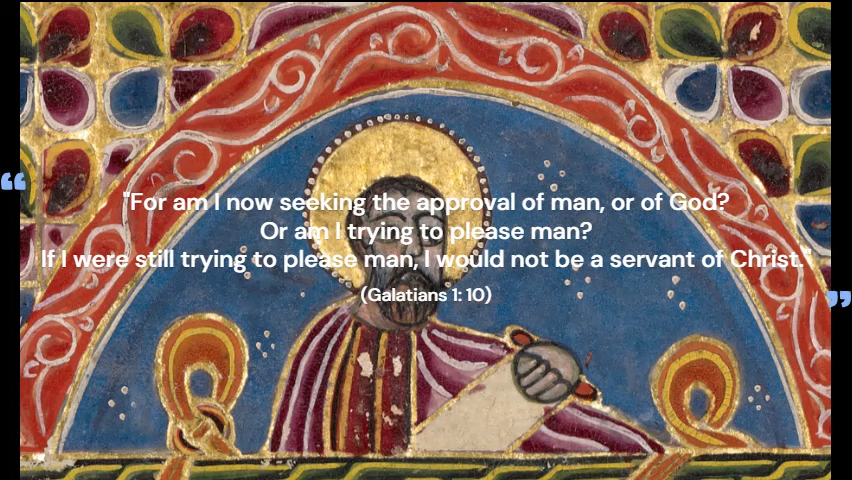 "For am I now seeking the approval of man, or of God?
Or am I trying to please man?
If I were still trying to please man, I would not be a servant of Christ."
(Galatians 1: 10)